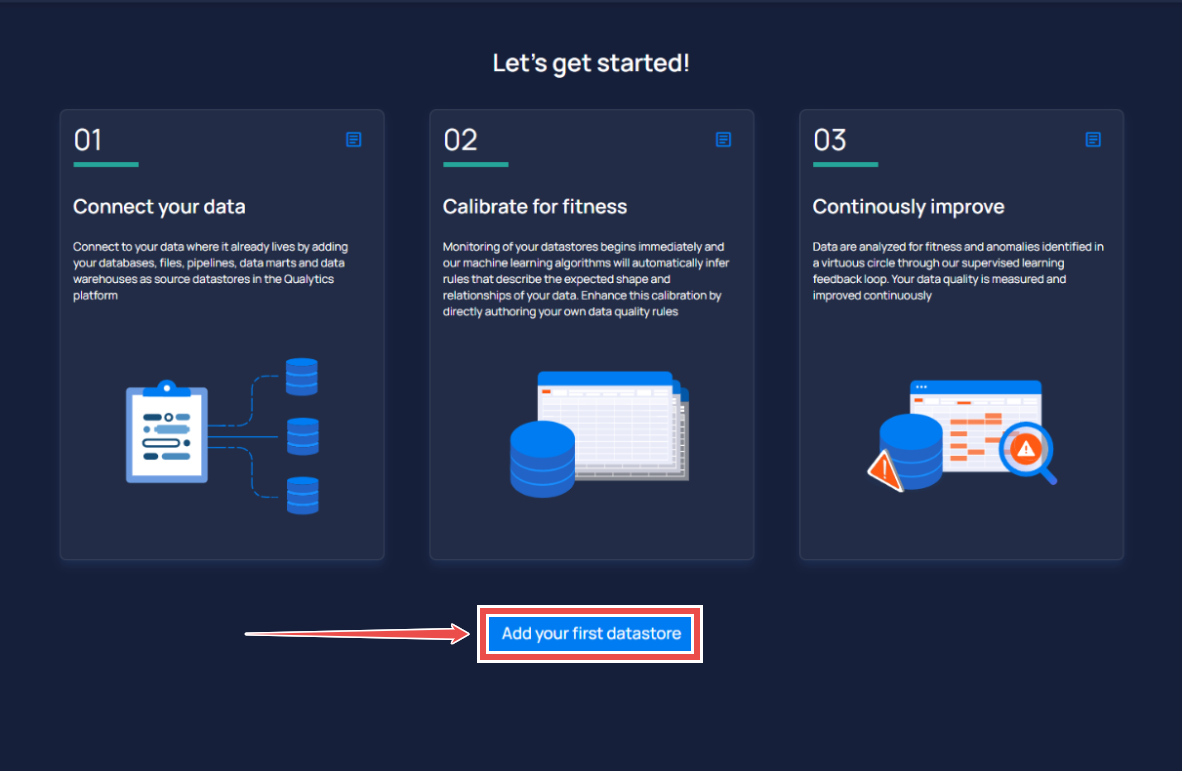 Let's get started!
01
Connect your data
Connect to your data where it already lives by adding
your databases, files, pipelines, data marts and data
warehouses as source datastores in the Qualytics
platform
02
Calibrate for fitness
Monitoring of your datastores begins immediately and
our machine learning algorithms will automatically infer
rules that describe the expected shape and
relationships of your data. Enhance this calibration by
directly authoring your own data quality rules
03
Continously improve
Data are analyzed for fitness and anomalies identified in
a virtuous circle through our supervised learning
feedback loop. Your data quality is measured and
improved continuously
Add your first datastore